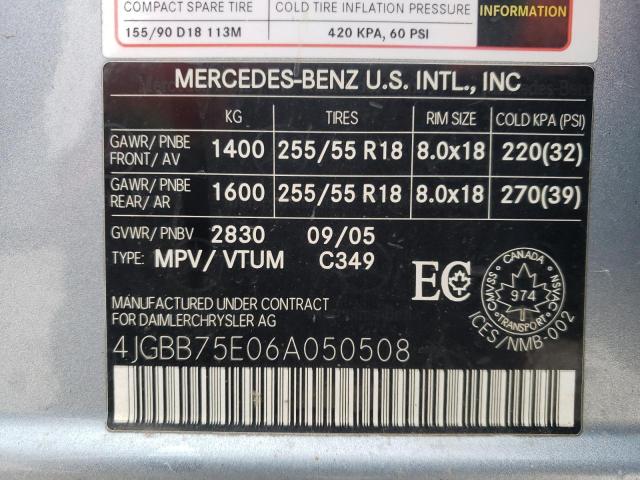 COMPACT SPARE TIRE COLD TIRE INFLATION PRESSURE INFORMATION
155/90 D18 113M 420 KPA, 60 PSI
MERCEDES-BENZ U.S. INTL., INC
KG TIRES RIM SIZE COLD KPA (PSI)
GAWR/ PNBE
FRONT/ AV 1400 255/55 R18 8.0x18 220(32)
GAWR/ PNBE
REAR/ AR 1600 255/55 R18 8.0x18 270(39)
GVWR/ PNBV 2830 09/05
TYPE: MPV/ VTUM C349
EC
CANADA
CMVSS 974 NSVAC
TRANSPORT
ICES/NMB-002
MANUFACTURED UNDER CONTRACT
FOR DAIMLERCHRYSLER AG
4JGBB75E06A050508